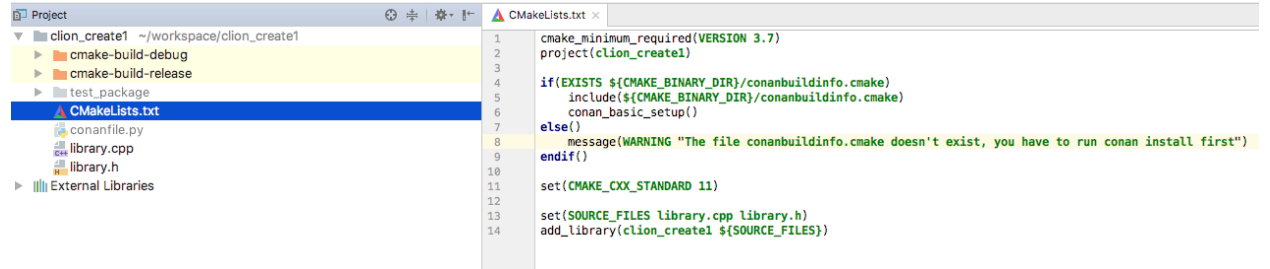 Project
clion_create1 ~/workspace/clion_create1
cmake-build-debug
cmake-build-release
test_package
CMakeLists.txt
conanfile.py
library.cpp
library.h
External Libraries
CMakeLists.txt
1 cmake_minimum_required(VERSION 3.7)
2 project(clion_create1)
3
4 if(EXISTS ${CMAKE_BINARY_DIR}/conanbuildinfo.cmake)
5 include(${CMAKE_BINARY_DIR}/conanbuildinfo.cmake)
6 conan_basic_setup()
7 else()
8 message(WARNING "The file conanbuildinfo.cmake doesn't exist, you have to run conan install first")
9 endif()
10
11 set(CMAKE_CXX_STANDARD 11)
12
13 set(SOURCE_FILES library.cpp library.h)
14 add_library(clion_create1 ${SOURCE_FILES})